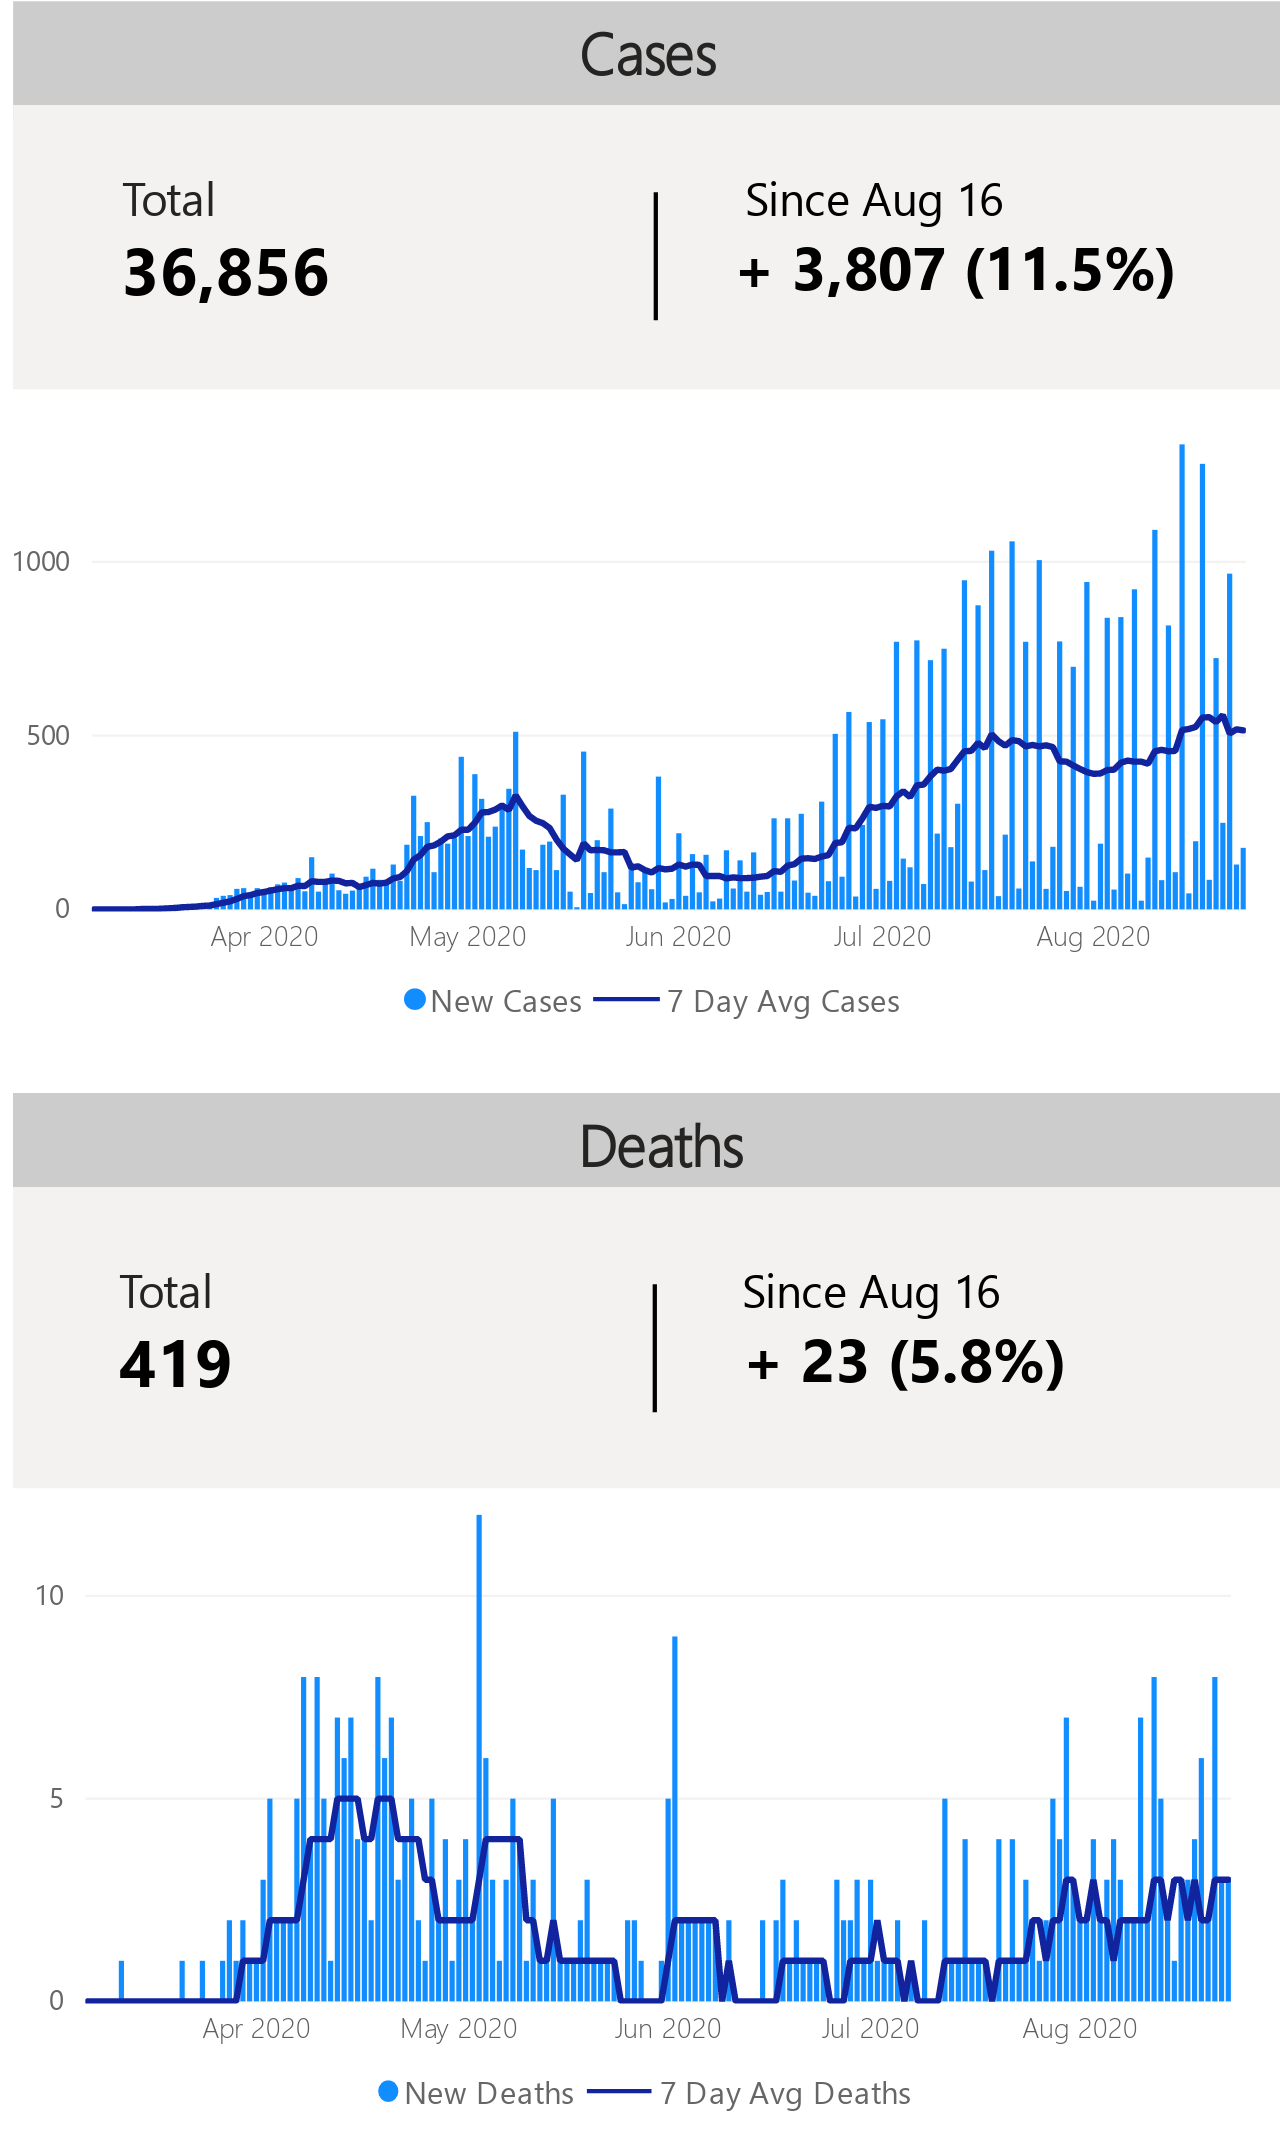 Cases
Total
Since Aug 16
36,856
+ 3,807 (11.5%)
1000
500
0
Apr 2020 May 2020 Jun 2020 Jul 2020 Aug 2020
New Cases 7 Day Avg Cases
Deaths
Total
Since Aug 16
419
+ 23 (5.8%)
10
5
0
Apr 2020 May 2020 Jun 2020 Jul 2020 Aug 2020
New Deaths 7 Day Avg Deaths